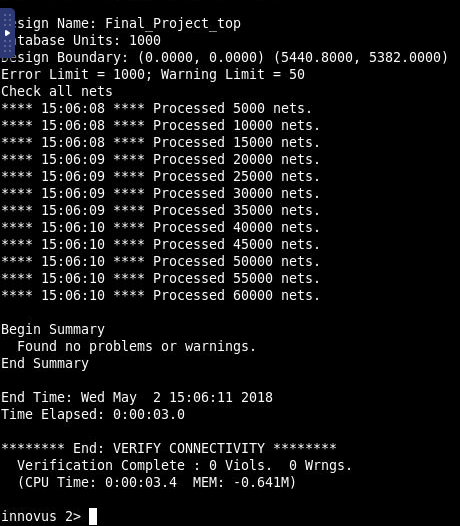 esign Name: Final_Project_top
atabase Units: 1000
esign Boundary: (0.0000, 0.0000) (5440.8000, 5382.0000)
Error Limit = 1000; Warning Limit = 50
Check all nets
**** 15:06:08 **** Processed 5000 nets.
**** 15:06:08 **** Processed 10000 nets.
**** 15:06:08 **** Processed 15000 nets.
**** 15:06:09 **** Processed 20000 nets.
**** 15:06:09 **** Processed 25000 nets.
**** 15:06:09 **** Processed 30000 nets.
**** 15:06:09 **** Processed 35000 nets.
**** 15:06:10 **** Processed 40000 nets.
**** 15:06:10 **** Processed 45000 nets.
**** 15:06:10 **** Processed 50000 nets.
**** 15:06:10 **** Processed 55000 nets.
**** 15:06:10 **** Processed 60000 nets.

Begin Summary
  Found no problems or warnings.
End Summary

End Time: Wed May  2 15:06:11 2018
Time Elapsed: 0:00:03.0

******** End: VERIFY CONNECTIVITY ********
  Verification Complete : 0 Viols.  0 Wrngs.
  (CPU Time: 0:00:03.4  MEM: -0.641M)

innovus 2>